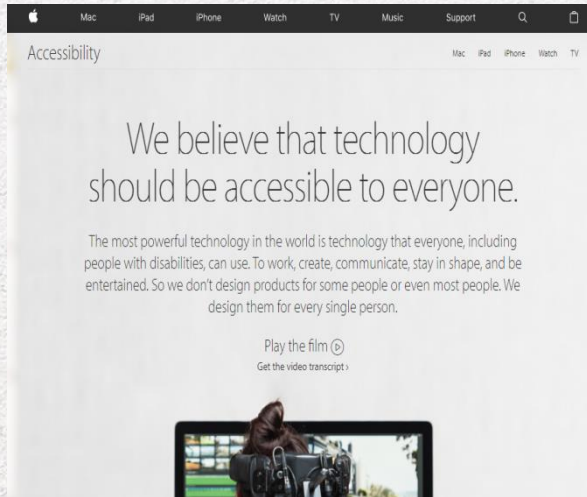 Mac iPad iPhone Watch TV Music Support
Accessibility Mac iPad iPhone Watch TV
We believe that technology
should be accessible to everyone.
The most powerful technology in the world is technology that everyone, including
people with disabilities, can use. To work, create, communicate, stay in shape, and be
entertained. So we don’t design products for some people or even most people. We
design them for every single person.
Play the film
Get the video transcript ›